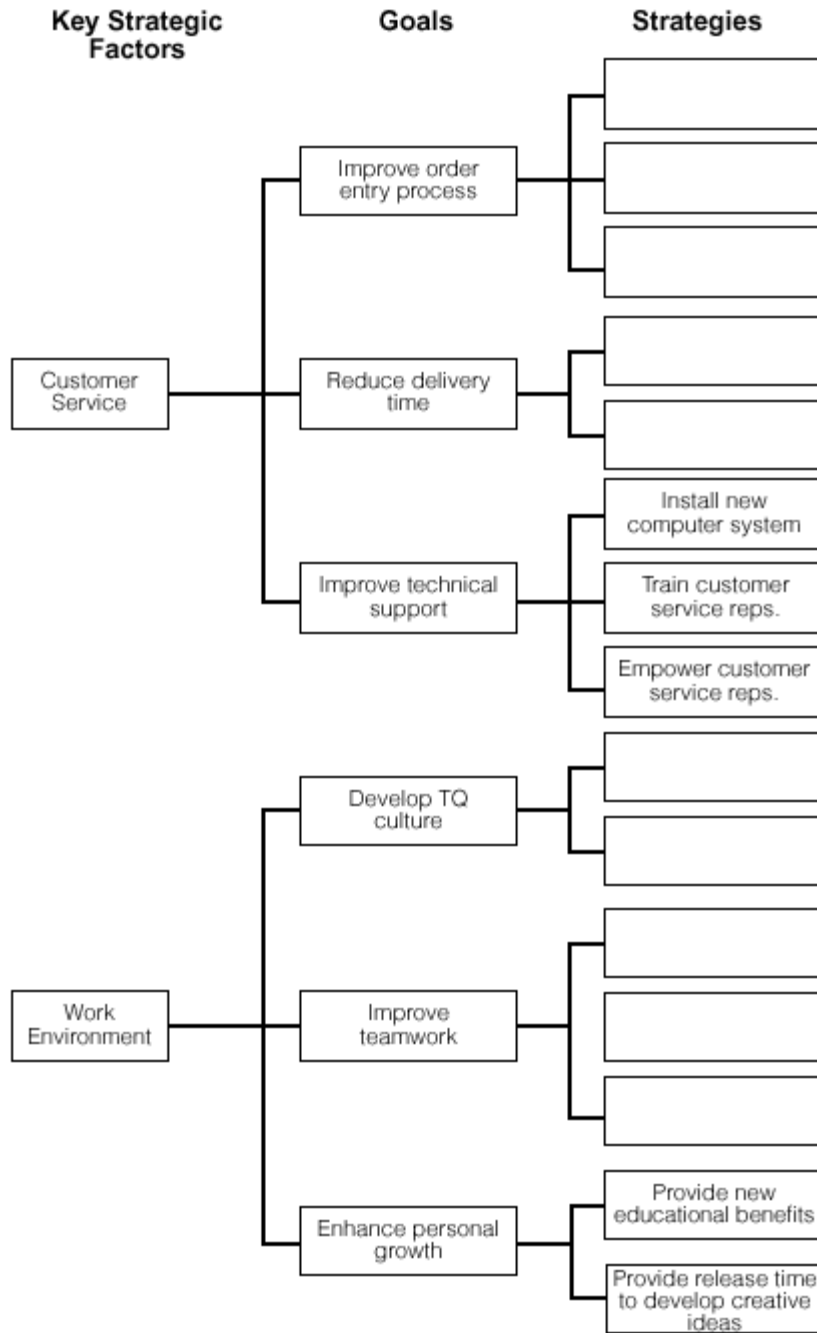 Key Strategic
Factors
Goals
Strategies
Improve order
entry process
Customer
Service
Reduce delivery
time
Improve technical
support
Install new
computer system
Train customer
service reps.
Empower customer
service reps.
Develop TQ
culture
Work
Environment
Improve
teamwork
Enhance personal
growth
Provide new
educational benefits
Provide release time
to develop creative
ideas